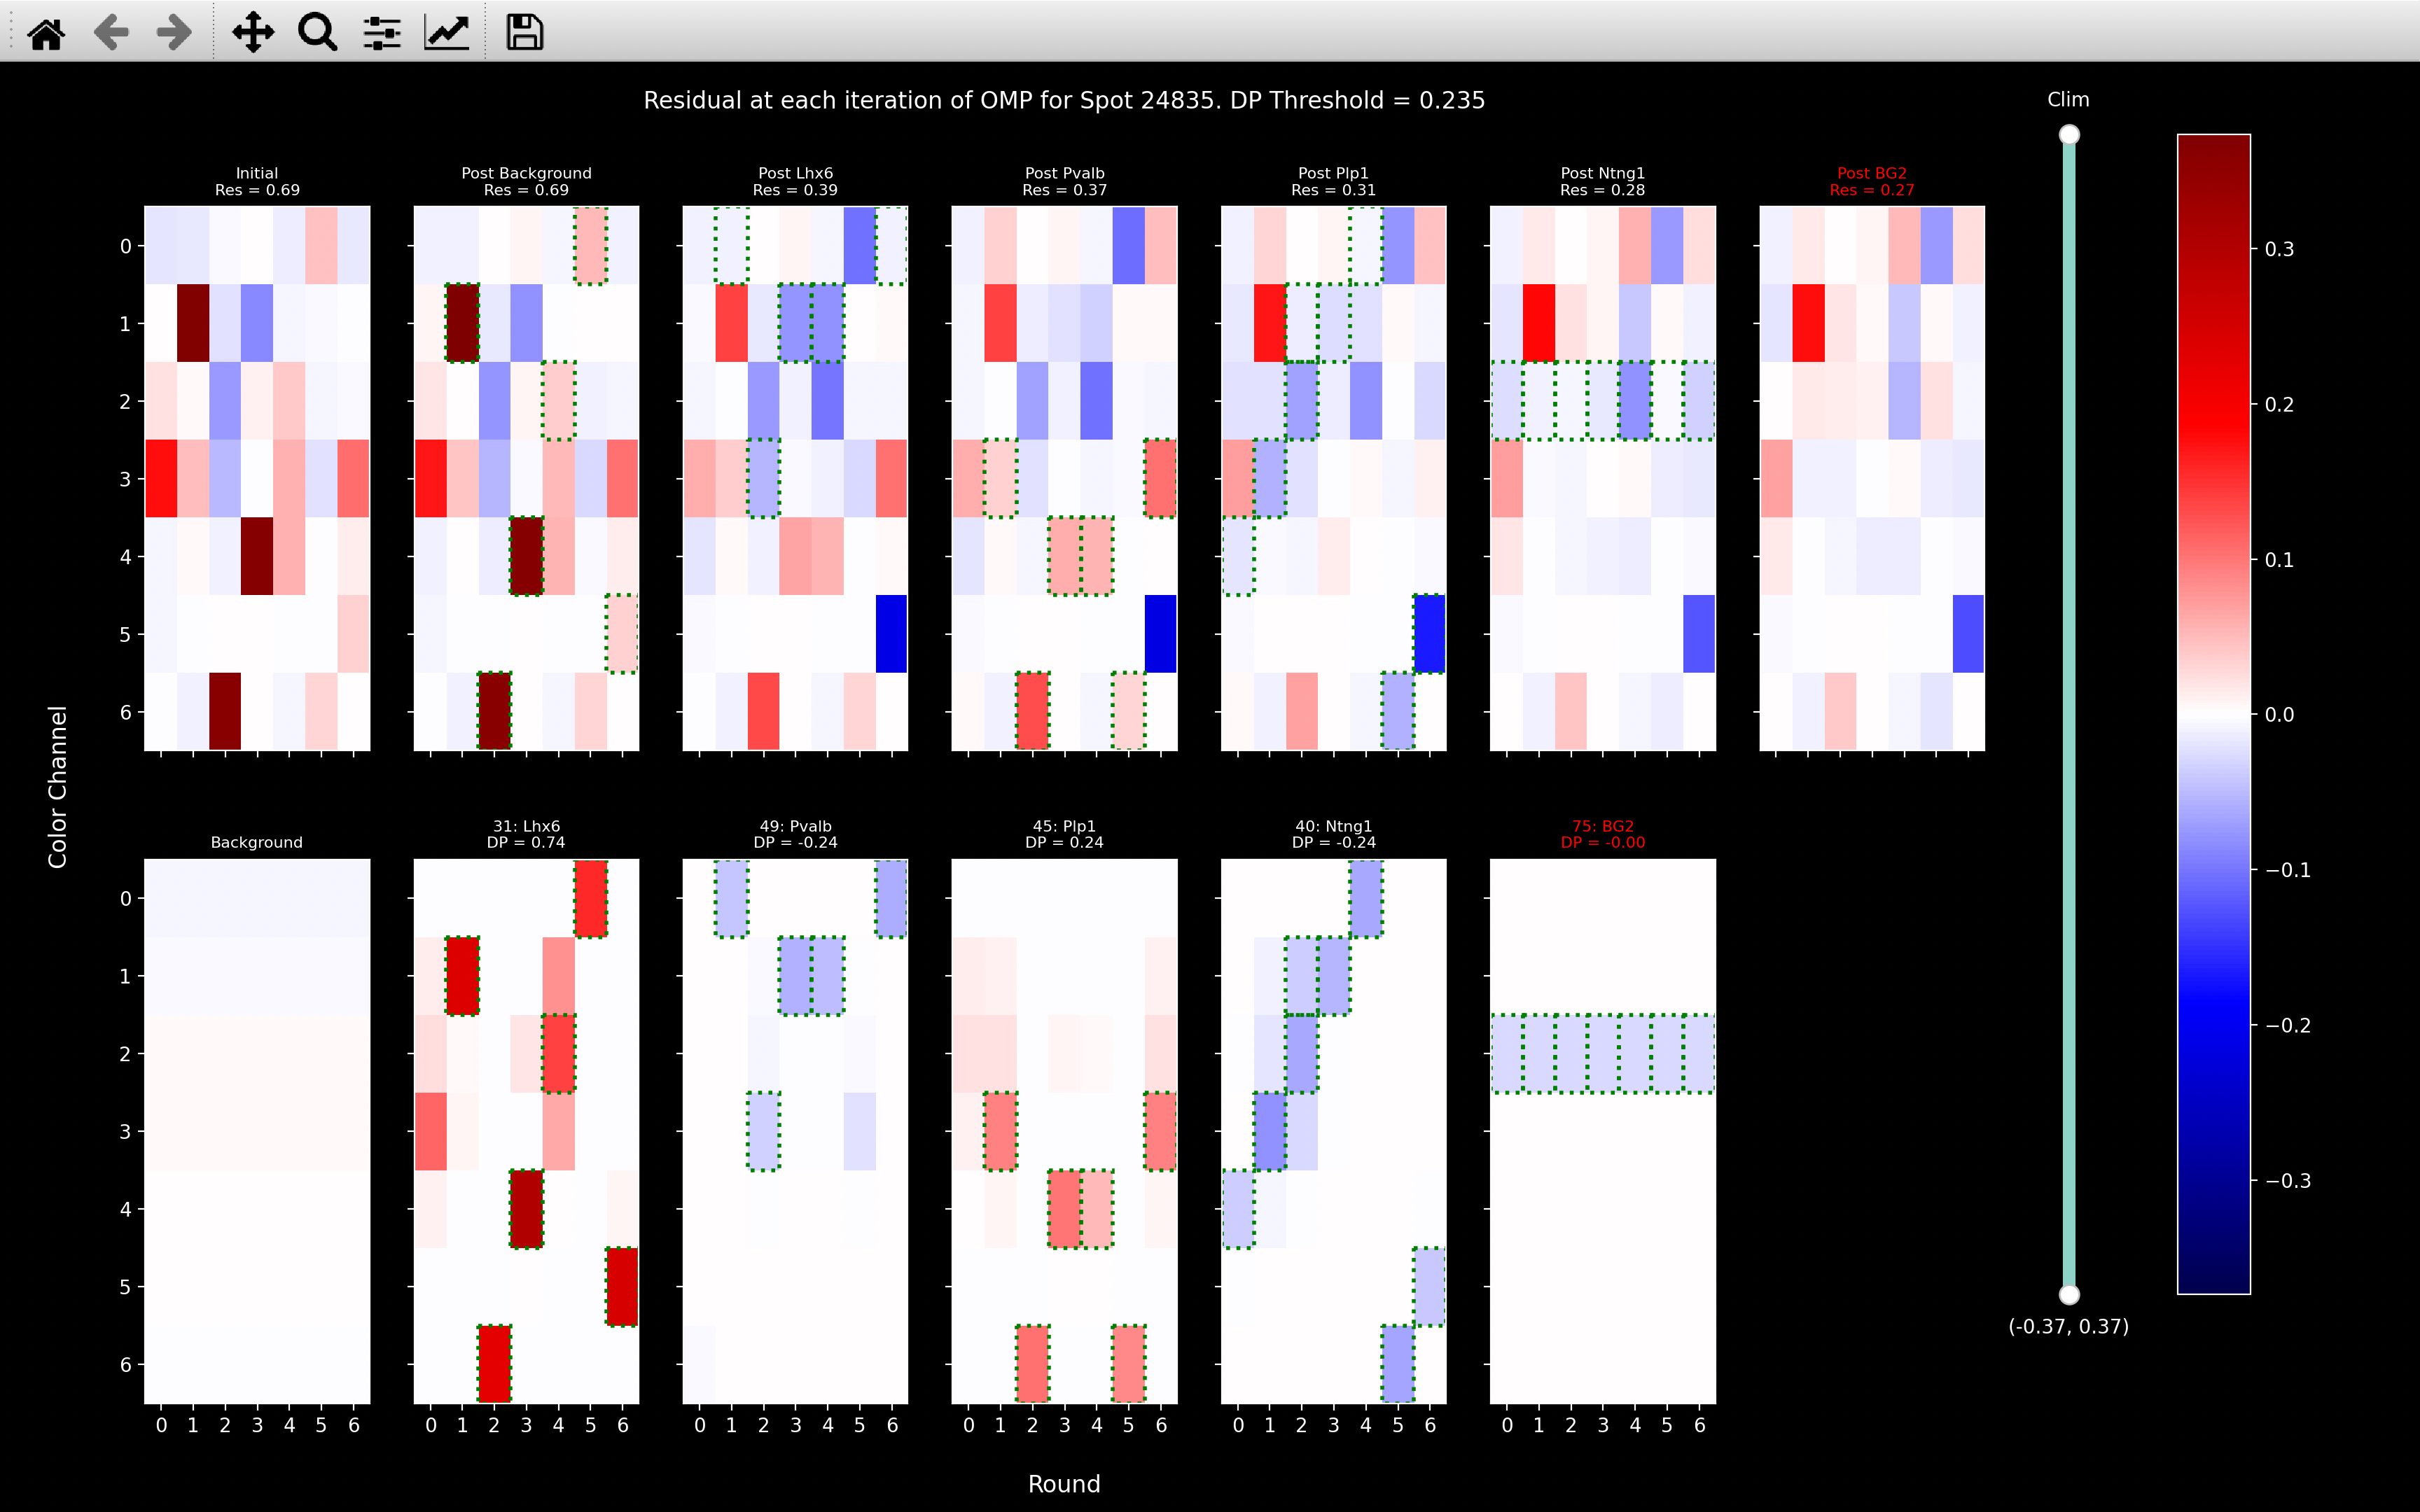 Residual at each iteration of OMP for Spot 24835. DP Threshold = 0.235
Clim
Initial
Res = 0.69
Post Background
Res = 0.69
Post Lhx6
Res = 0.39
Post Pvalb
Res = 0.37
Post Plp1
Res = 0.31
Post Ntng1
Res = 0.28
Post BG2
Res = 0.27
0
1
2
3
4
5
6
Color Channel
Background
31: Lhx6
DP = 0.74
49: Pvalb
DP = -0.24
45: Plp1
DP = 0.24
40: Ntng1
DP = -0.24
75: BG2
DP = -0.00
0
1
2
3
4
5
6
0 1 2 3 4 5 6
0 1 2 3 4 5 6
0 1 2 3 4 5 6
0 1 2 3 4 5 6
0 1 2 3 4 5 6
0 1 2 3 4 5 6
Round
(-0.37, 0.37)
0.3
0.2
0.1
0.0
−0.1
−0.2
−0.3